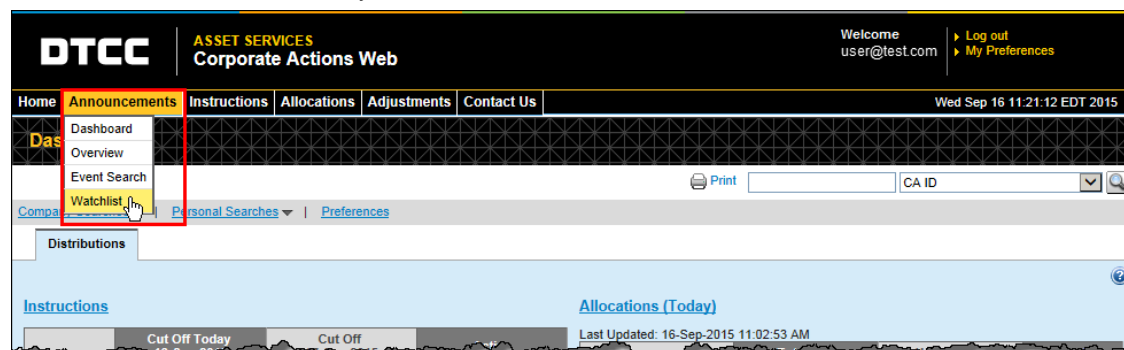 DTCC
ASSET SERVICES
Corporate Actions Web
Welcome
user@test.com
Log out
My Preferences
Home Announcements Instructions Allocations Adjustments Contact Us
Wed Sep 16 11:21:12 EDT 2015
Das
Dashboard
Overview
Event Search
Watchlist
Print
CA ID
Personal Searches | Preferences
Distributions
Instructions
Allocations (Today)
Last Updated: 16-Sep-2015 11:02:53 AM
Cut Off Today
Cut Off